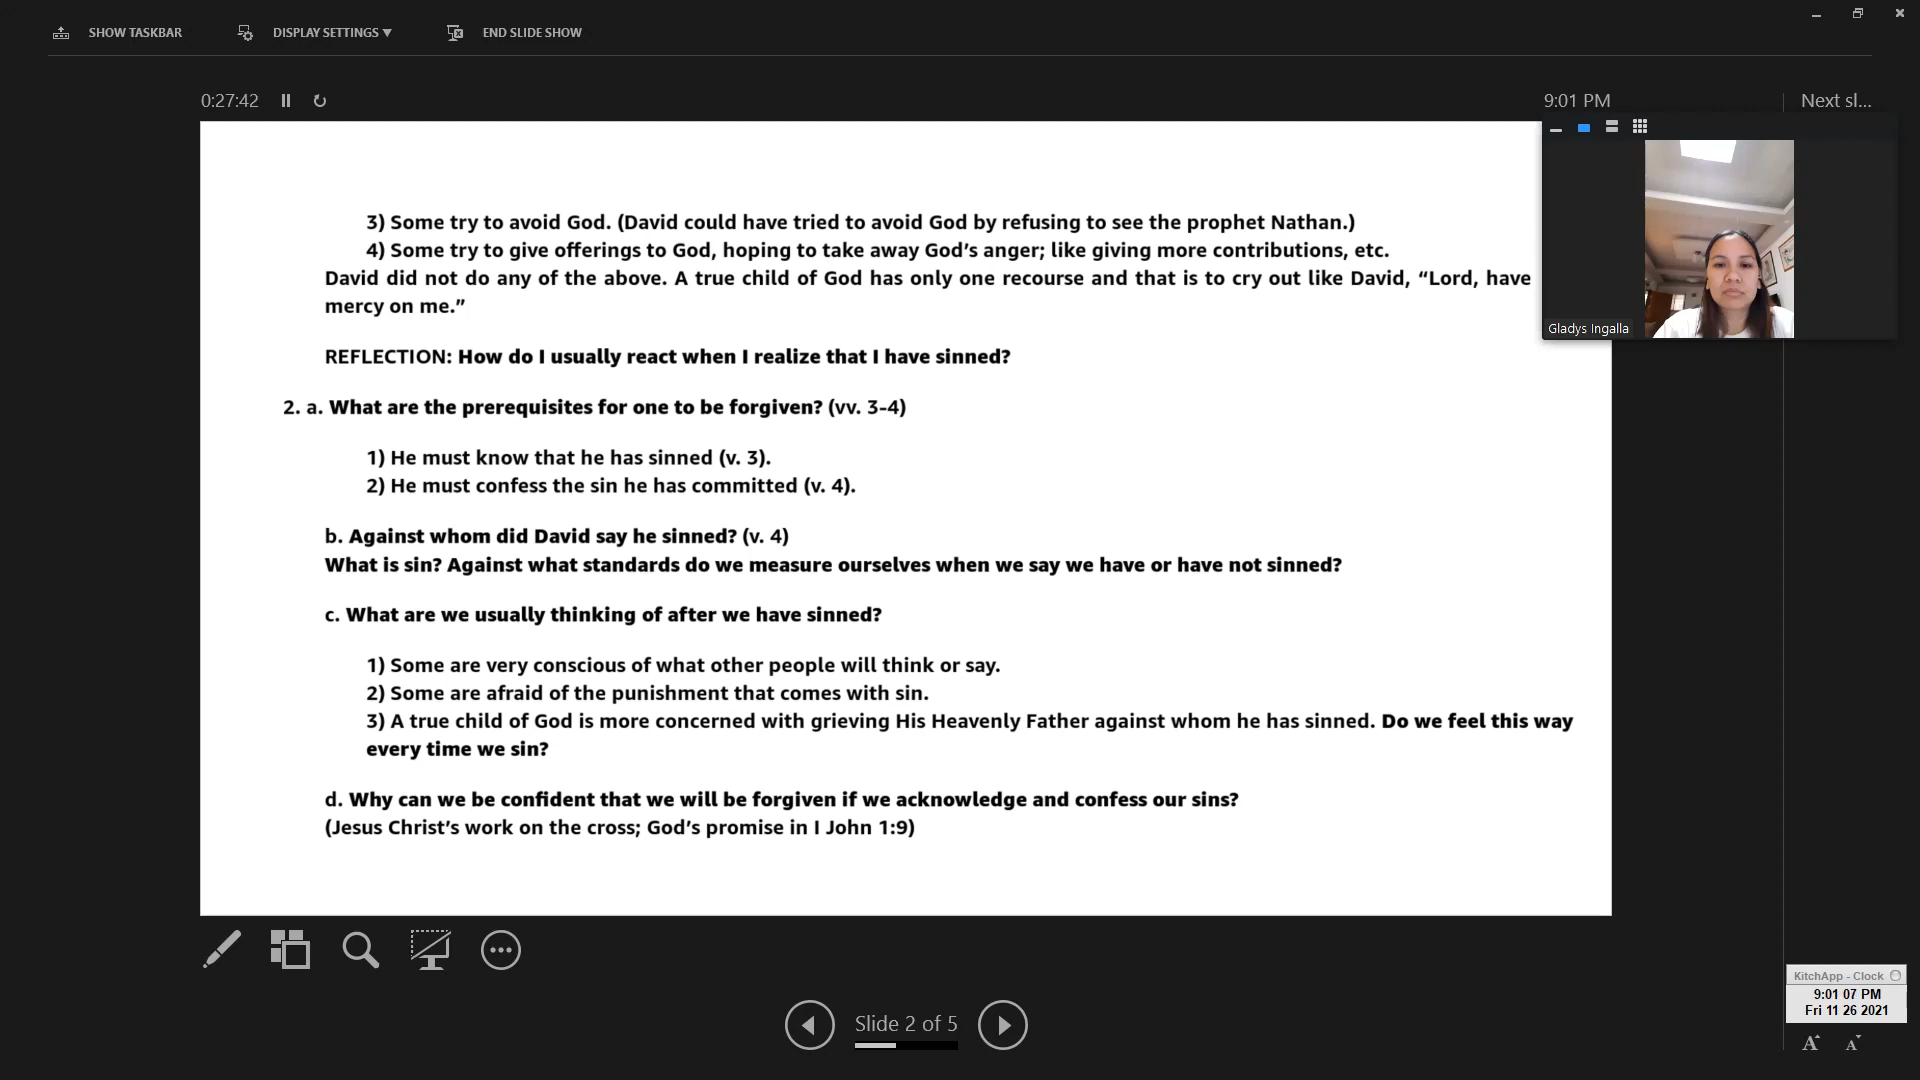 SHOW TASKBAR
DISPLAY SETTINGS ▼
END SLIDE SHOW
0:27:42
9:01 PM
Next sl...
3) Some try to avoid God. (David could have tried to avoid God by refusing to see the prophet Nathan.)
4) Some try to give offerings to God, hoping to take away God’s anger; like giving more contributions, etc.
David did not do any of the above. A true child of God has only one recourse and that is to cry out like David, “Lord, have
mercy on me.”
Gladys Ingalla
REFLECTION: How do I usually react when I realize that I have sinned?
2. a. What are the prerequisites for one to be forgiven? (vv. 3-4)
1) He must know that he has sinned (v. 3).
2) He must confess the sin he has committed (v. 4).
b. Against whom did David say he sinned? (v. 4)
What is sin? Against what standards do we measure ourselves when we say we have or have not sinned?
c. What are we usually thinking of after we have sinned?
1) Some are very conscious of what other people will think or say.
2) Some are afraid of the punishment that comes with sin.
3) A true child of God is more concerned with grieving His Heavenly Father against whom he has sinned. Do we feel this way
every time we sin?
d. Why can we be confident that we will be forgiven if we acknowledge and confess our sins?
(Jesus Christ’s work on the cross; God’s promise in I John 1:9)
Slide 2 of 5
KitchApp - Clock
9:01 07 PM
Fri 11 26 2021
A A